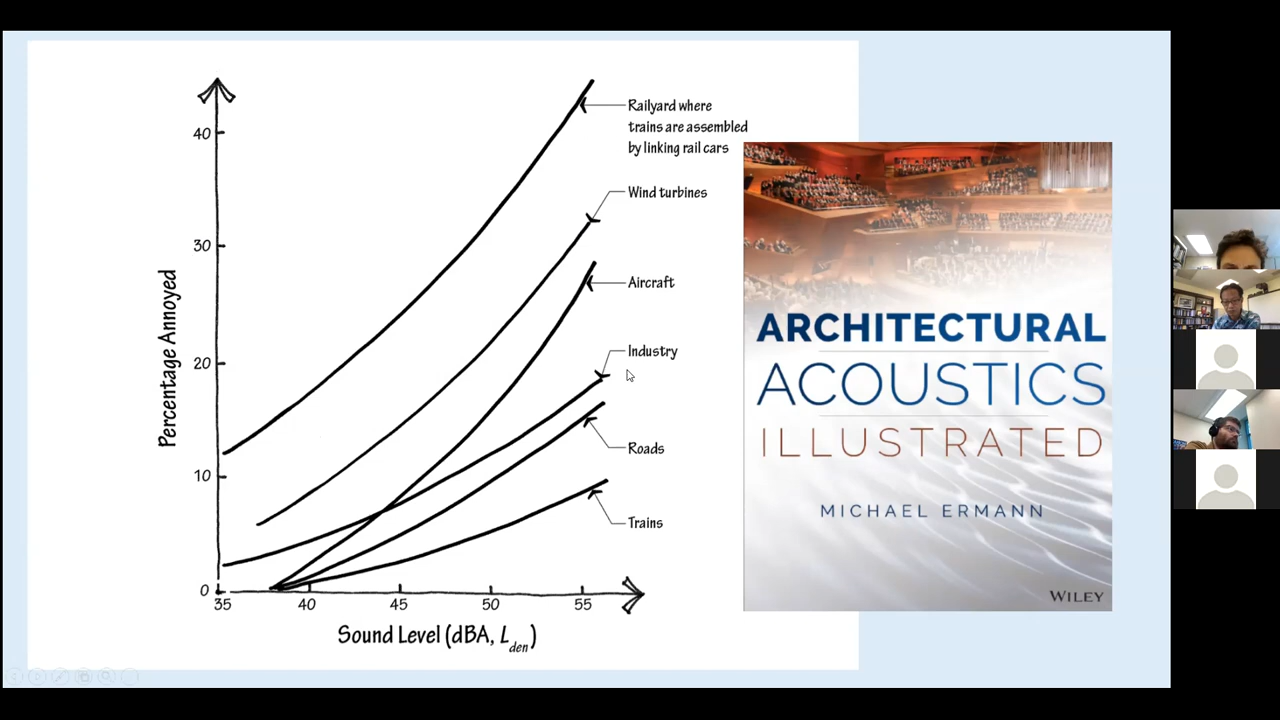 40
30
20
10
0
35
40
45
50
55
Percentage Annoyed
Sound Level (dBA, Lden)
Railyard where
trains are assembled
by linking rail cars
Wind turbines
Aircraft
Industry
Roads
Trains
ARCHITECTURAL
ACOUSTICS
ILLUSTRATED
MICHAEL ERMANN
WILEY